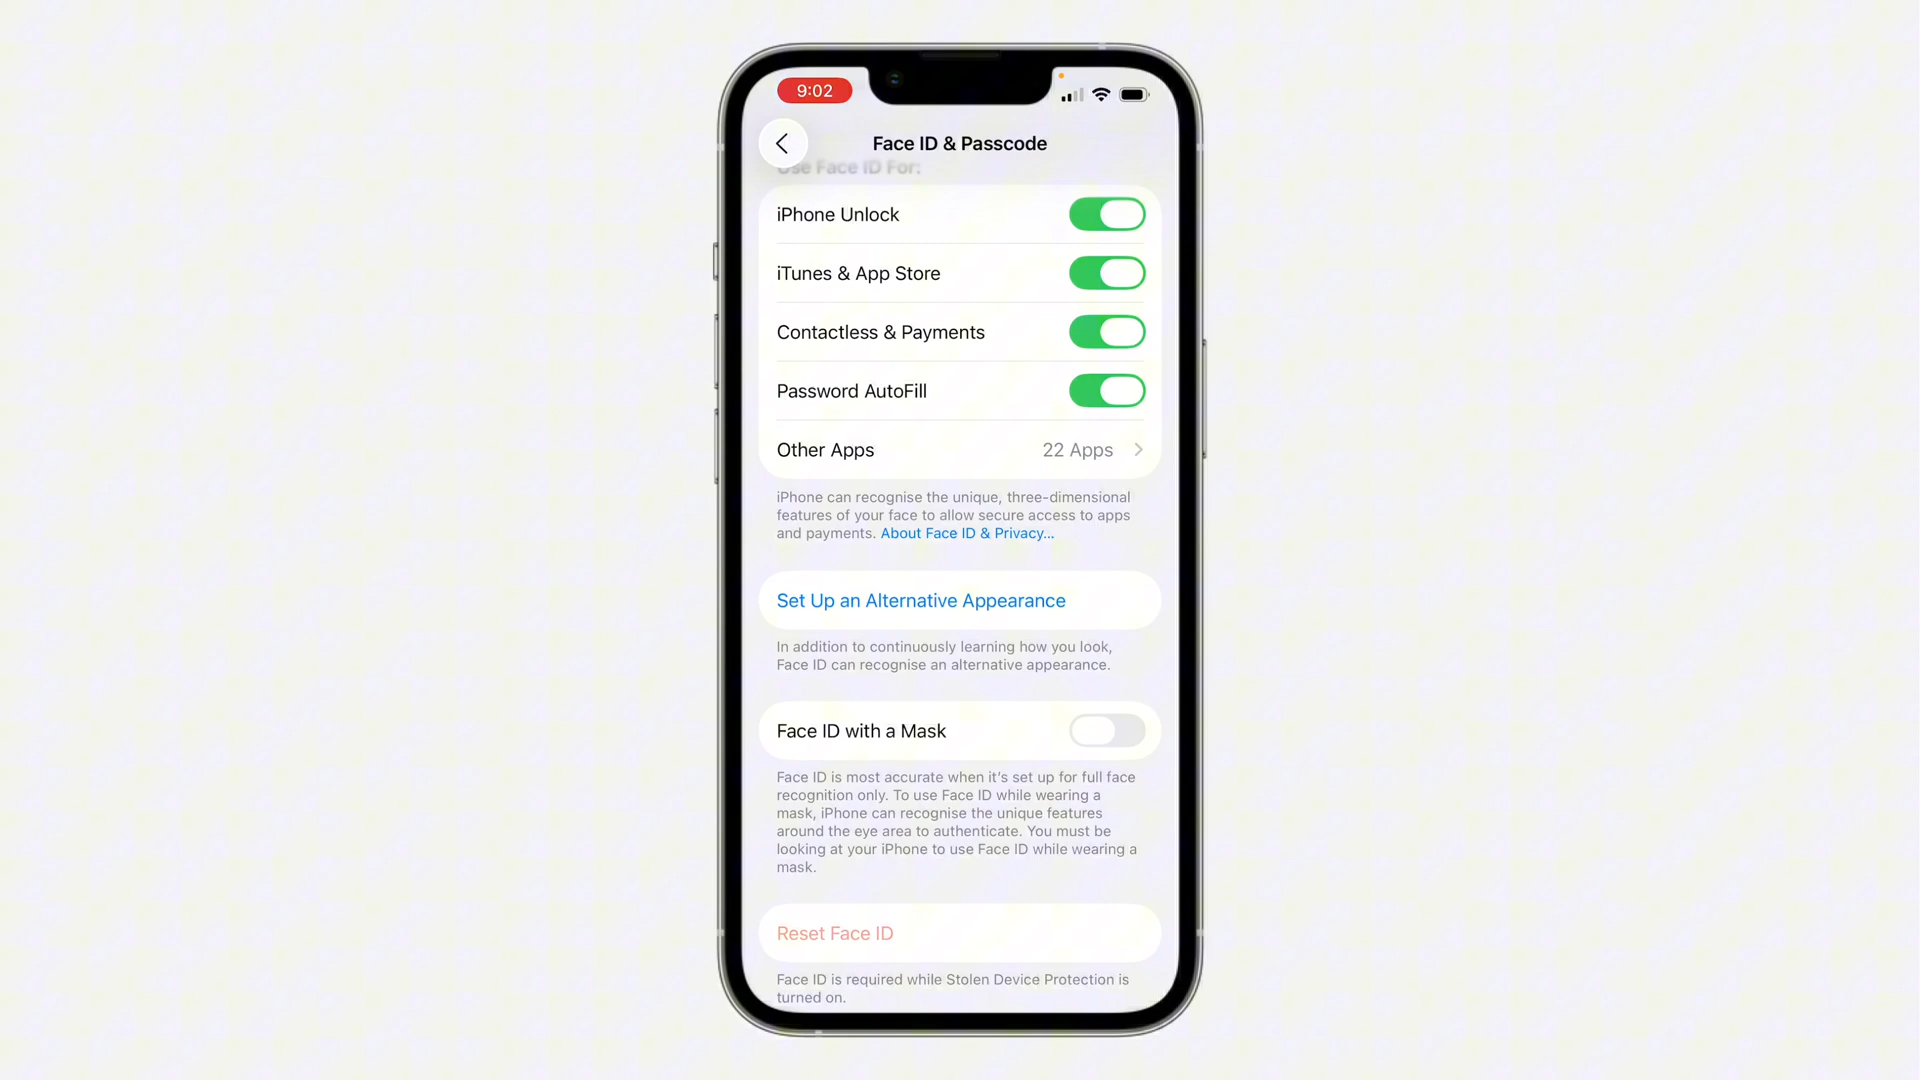 9:02
Face ID & Passcode
Use Face ID For:
iPhone Unlock
iTunes & App Store
Contactless & Payments
Password AutoFill
Other Apps 22 Apps
iPhone can recognise the unique, three-dimensional
features of your face to allow secure access to apps
and payments. About Face ID & Privacy...
Set Up an Alternative Appearance
In addition to continuously learning how you look,
Face ID can recognise an alternative appearance.
Face ID with a Mask
Face ID is most accurate when it's set up for full face
recognition only. To use Face ID while wearing a
mask, iPhone can recognise the unique features
around the eye area to authenticate. You must be
looking at your iPhone to use Face ID while wearing a
mask.
Reset Face ID
Face ID is required while Stolen Device Protection is
turned on.